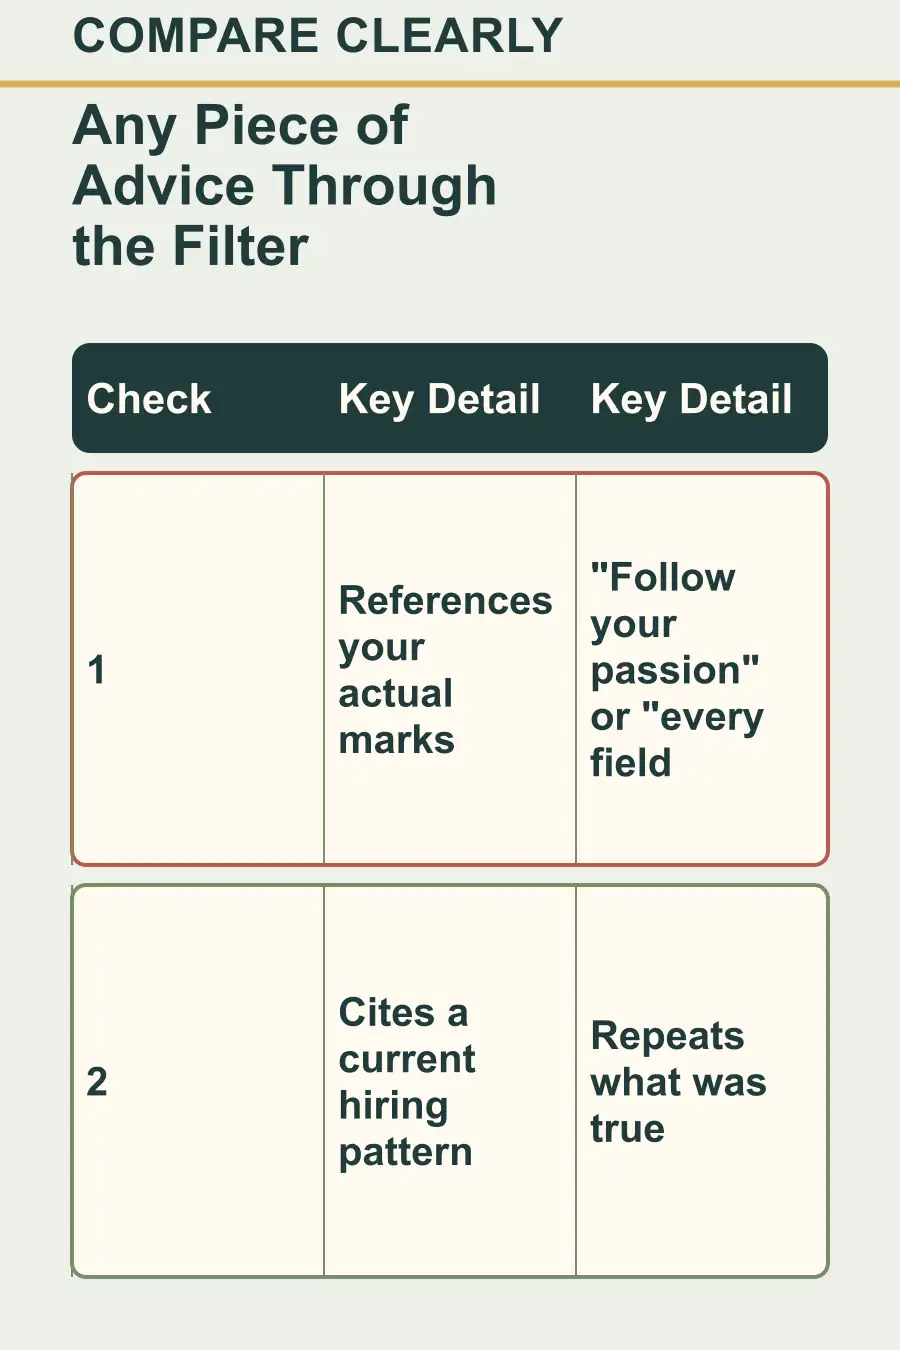 COMPARE CLEARLY
Any Piece of
Advice Through
the Filter
Check Key Detail Key Detail
1
References
your
actual
marks
"Follow
your
passion"
or "every
field
2
Cites a
current
hiring
pattern
Repeats
what was
true